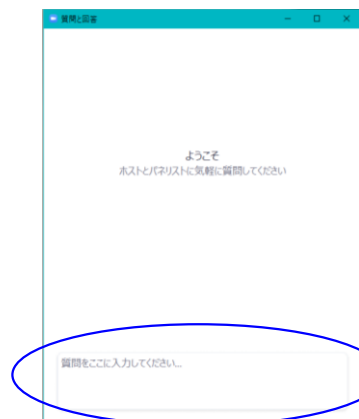 質問と回答
ようこそ
ホストとパネリストに気軽に質問してください
質問をここに入力してください...